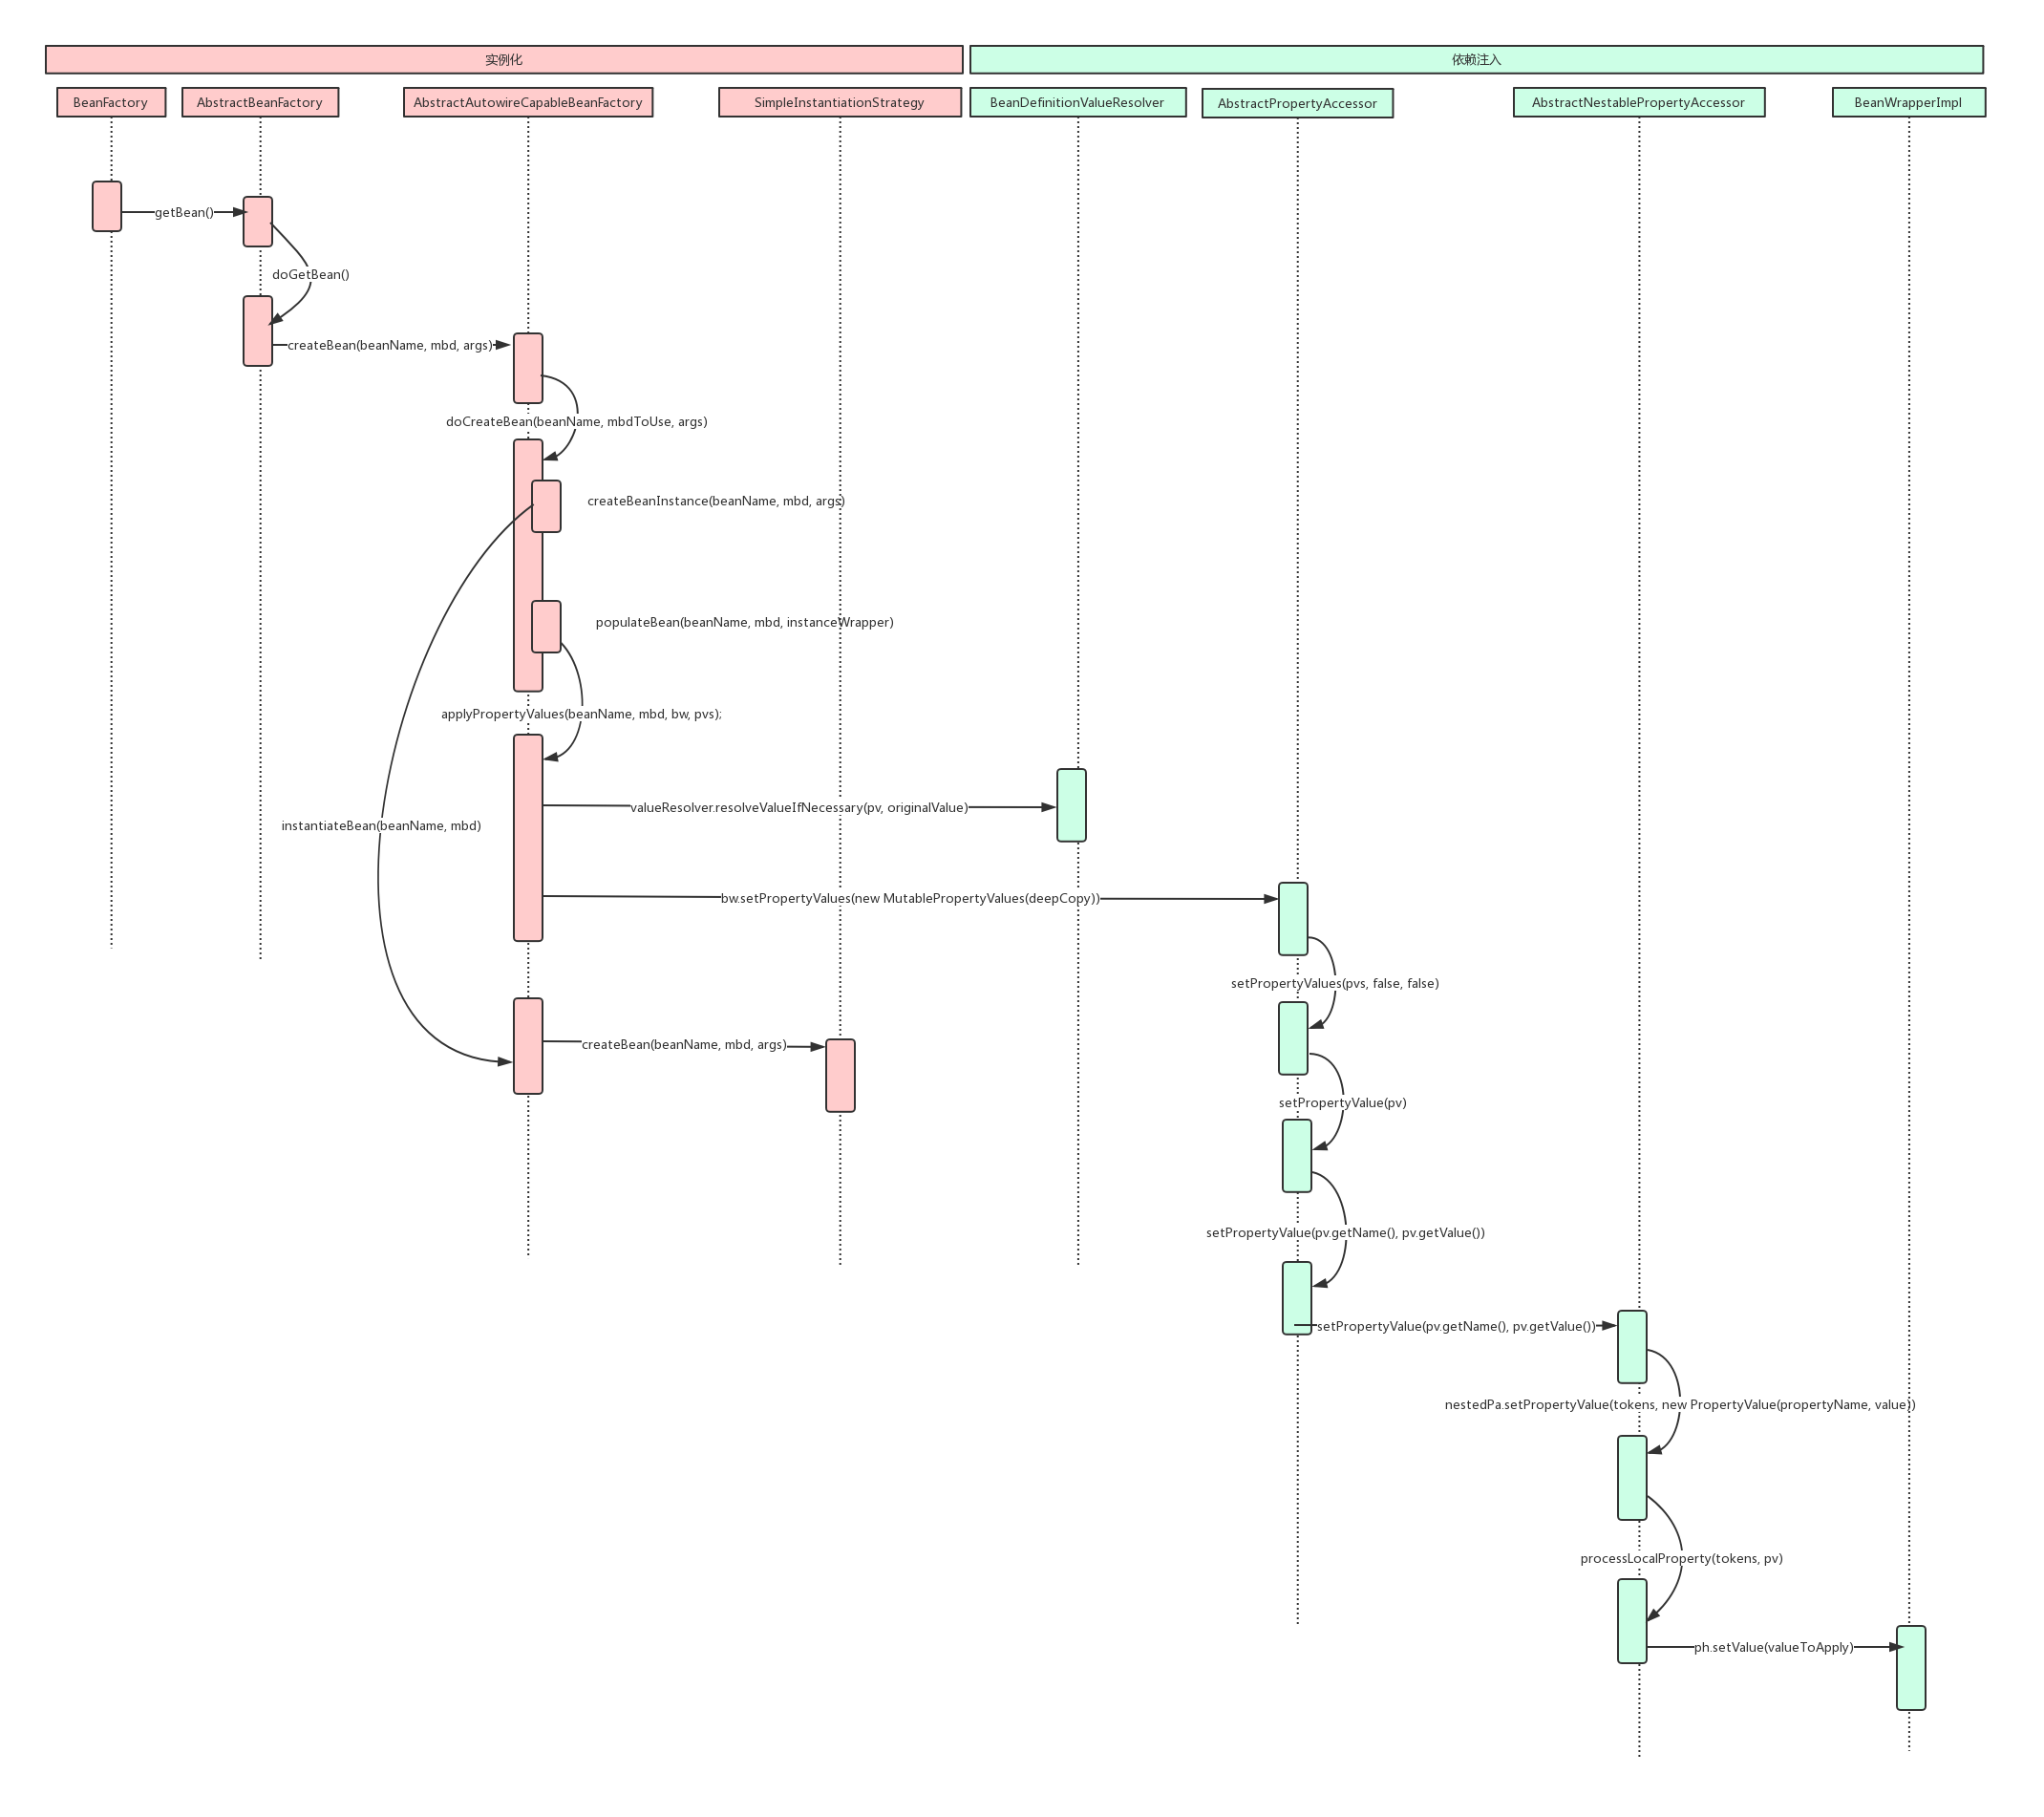 实例化
依赖注入
BeanFactory
AbstractBeanFactory
AbstractAutowireCapableBeanFactory
SimpleInstantiationStrategy
BeanDefinitionValueResolver
AbstractPropertyAccessor
AbstractNestablePropertyAccessor
BeanWrapperImpl
getBean()
doGetBean()
createBean(beanName, mbd, args)
doCreateBean(beanName, mbdToUse, args)
createBeanInstance(beanName, mbd, args)
populateBean(beanName, mbd, instanceWrapper)
applyPropertyValues(beanName, mbd, bw, pvs);
valueResolver.resolveValueIfNecessary(pv, originalValue)
instantiateBean(beanName, mbd)
bw.setPropertyValues(new MutablePropertyValues(deepCopy))
setPropertyValues(pvs, false, false)
createBean(beanName, mbd, args)
setPropertyValue(pv)
setPropertyValue(pv.getName(), pv.getValue())
setPropertyValue(pv.getName(), pv.getValue())
nestedPa.setPropertyValue(tokens, new PropertyValue(propertyName, value))
processLocalProperty(tokens, pv)
ph.setValue(valueToApply)